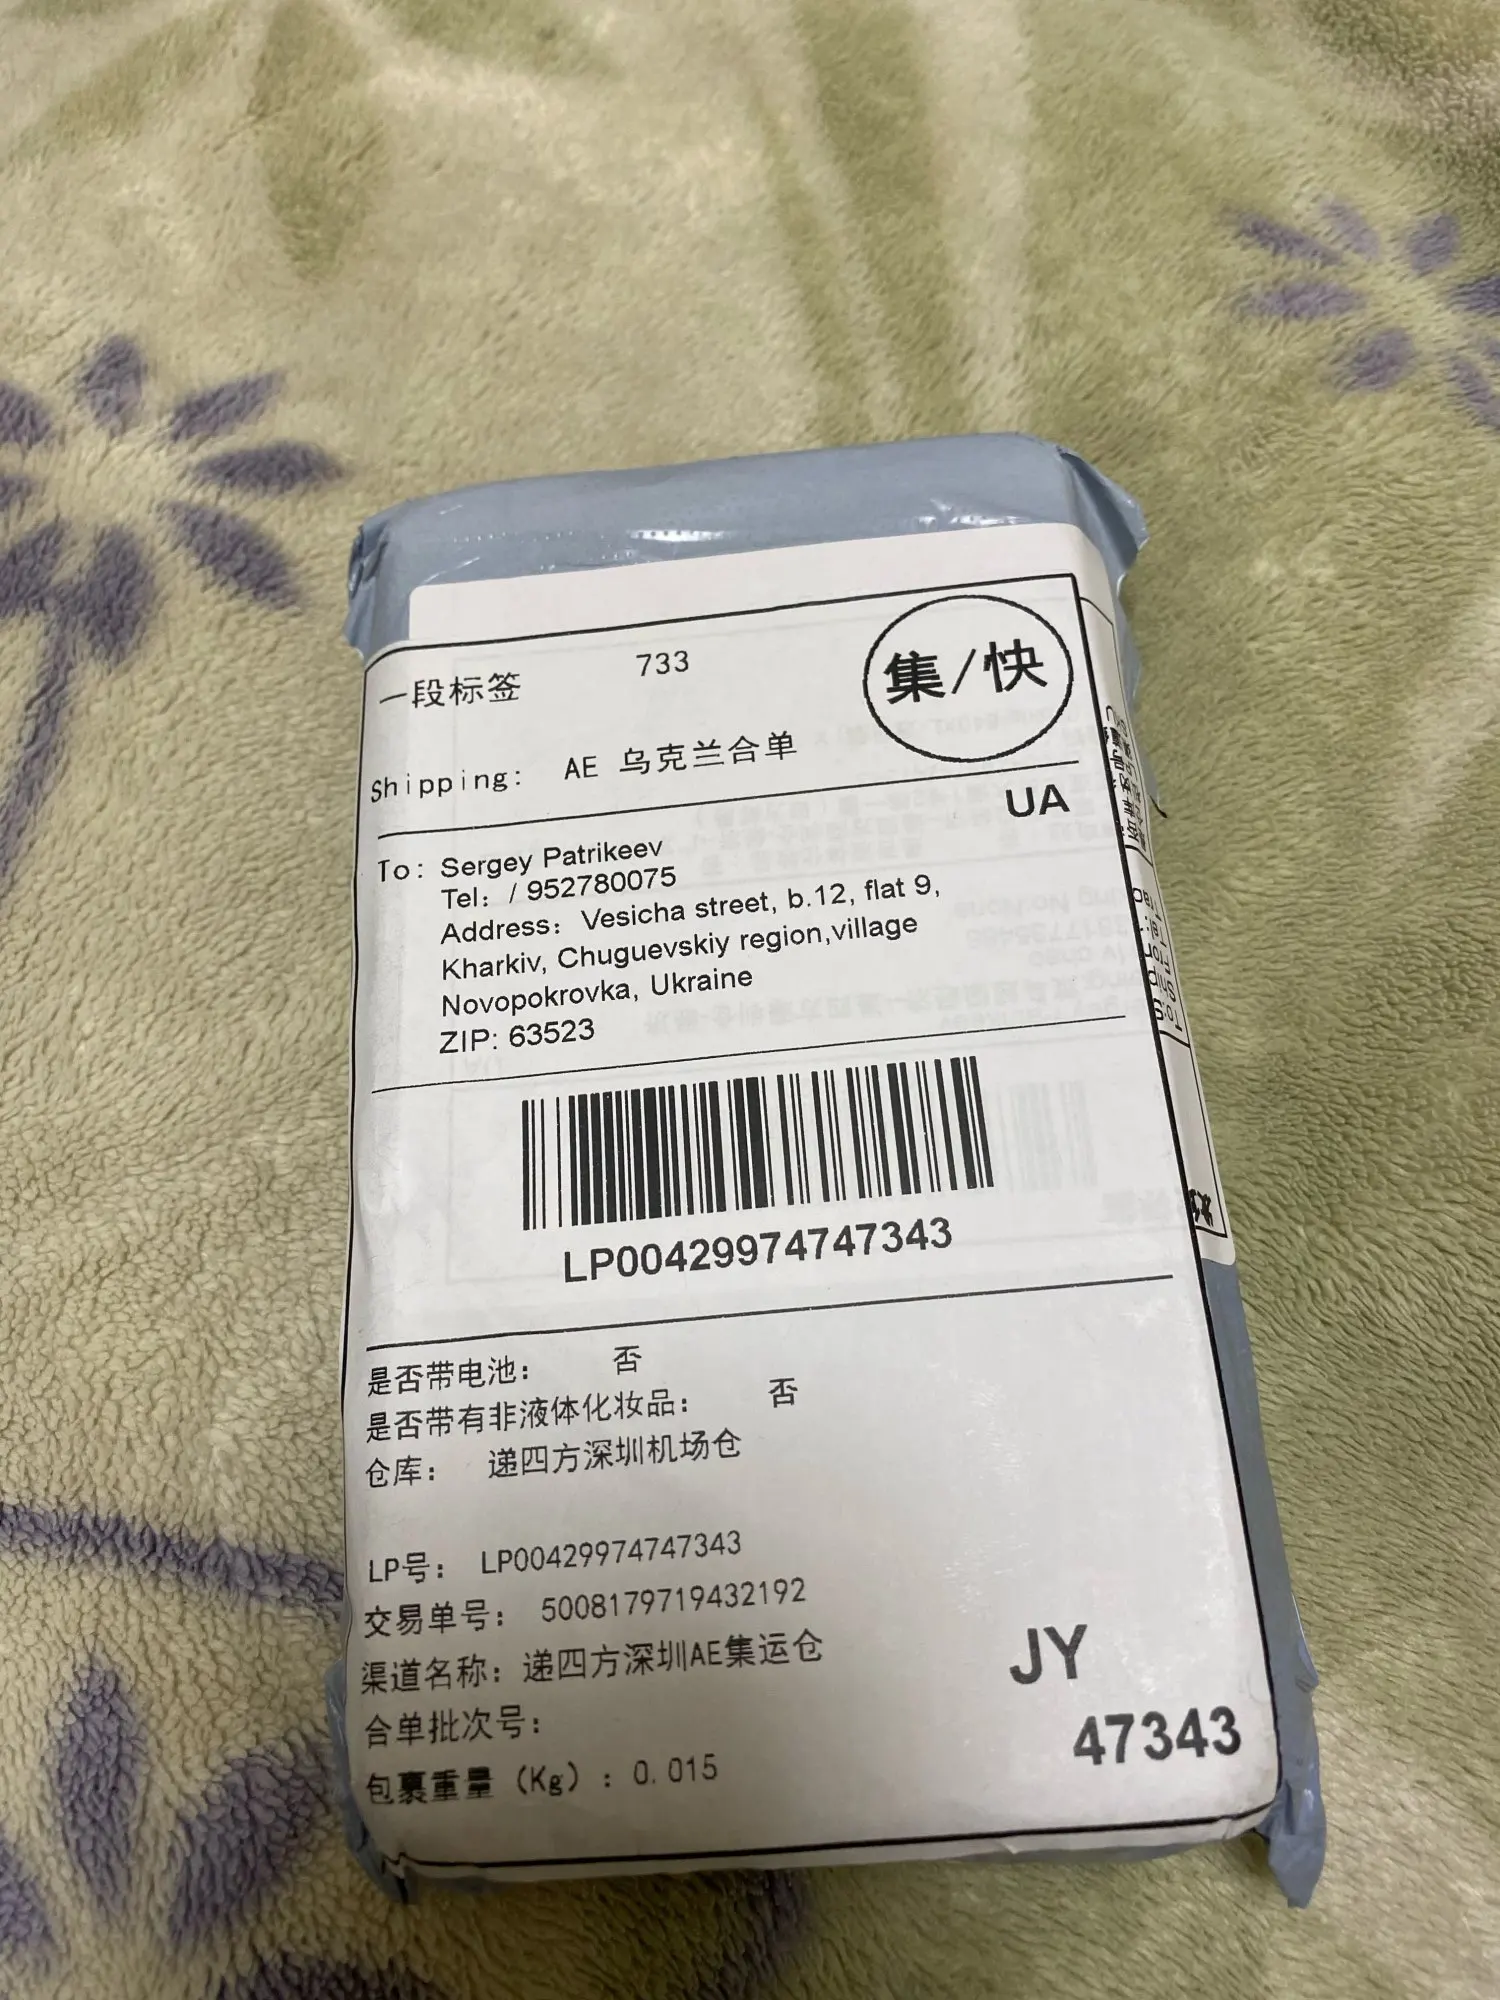 一段标签 733
集/快
Shipping: AE 乌克兰合单
UA
To: Sergey Patrikeev
Tel: / 952780075
Address: Vesicha street, b.12, flat 9,
Kharkiv, Chuguevskiy region,village
Novopokrovka, Ukraine
ZIP: 63523
LP00429974747343
是否带电池: 否
是否带有非液体化妆品: 否
仓库: 递四方深圳机场仓
LP号: LP00429974747343
交易单号: 5008179719432192
渠道名称: 递四方深圳AE集运仓
合单批次号:
包裹重量 (Kg) : 0.015
JY
47343